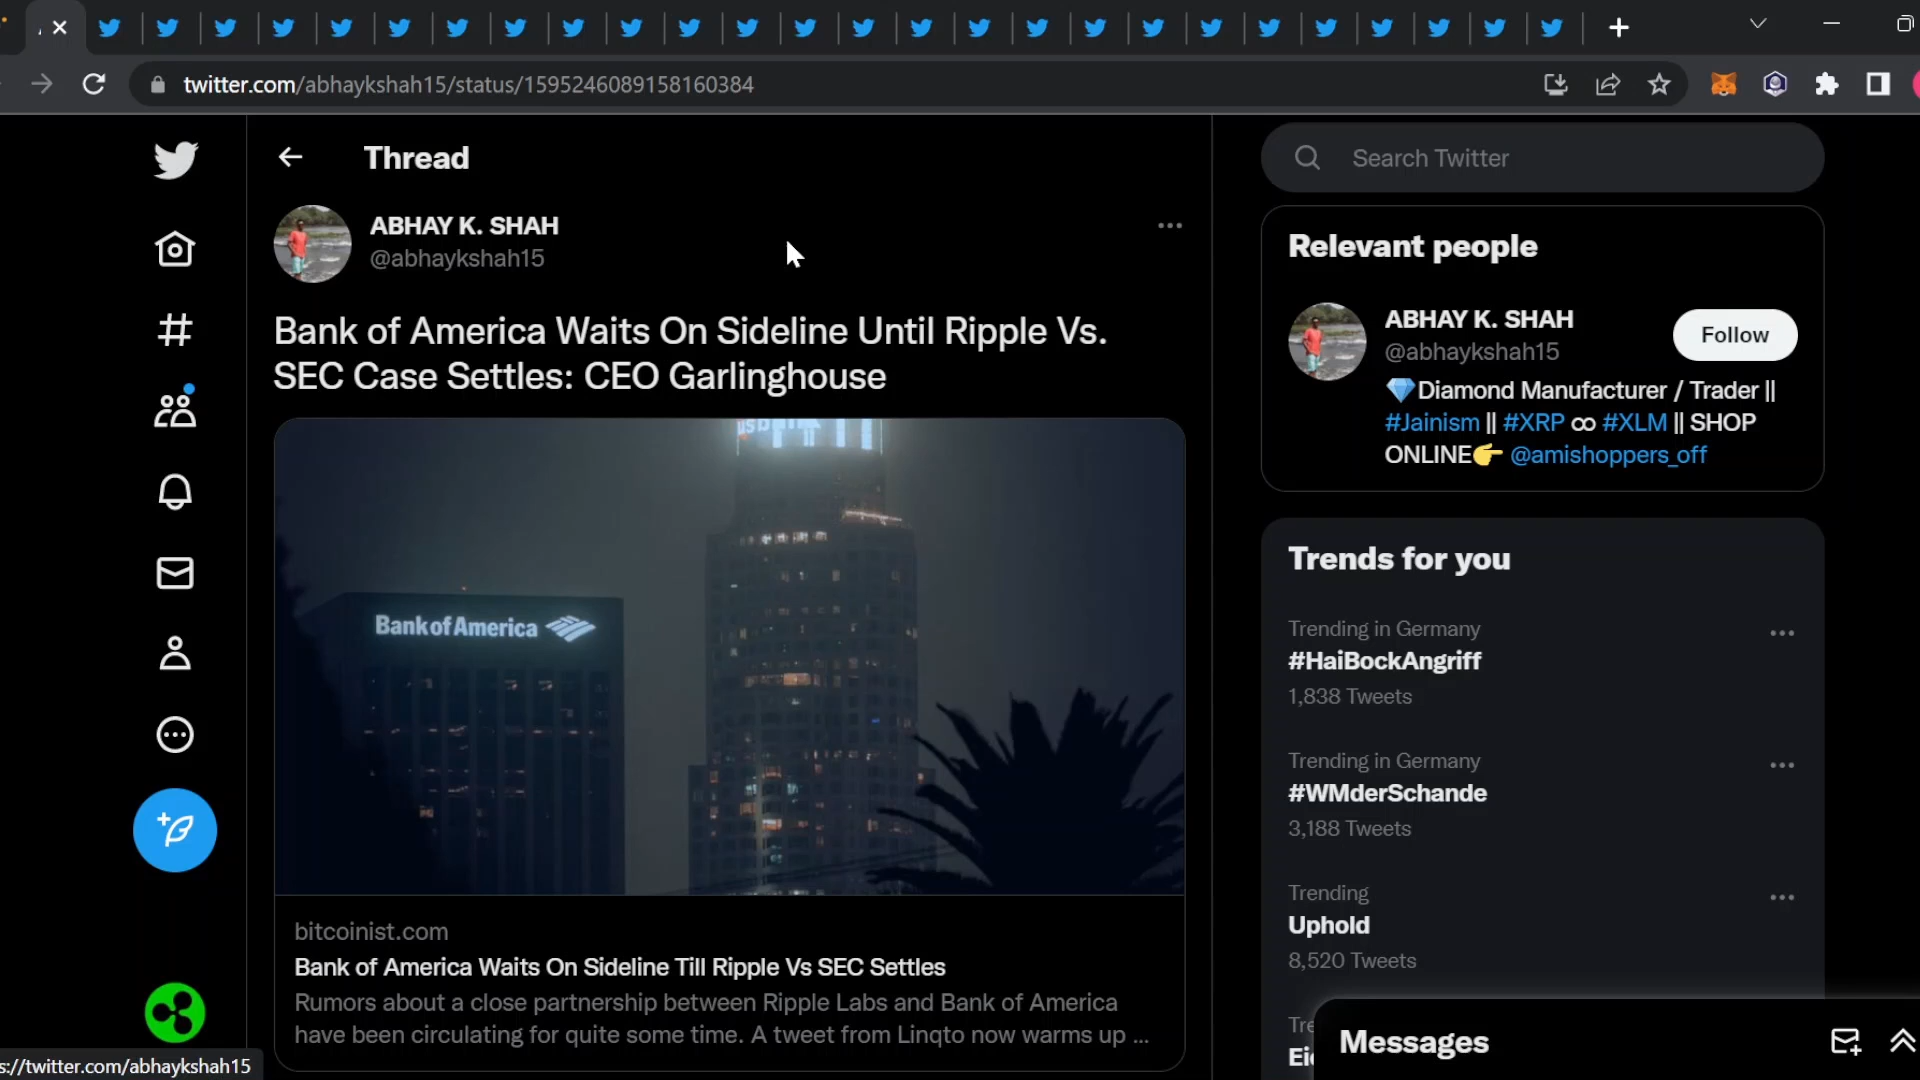 twitter.com/abhaykshah15/status/1595246089158160384
Thread
ABHAY K. SHAH
@abhaykshah15
Bank of America Waits On Sideline Until Ripple Vs.
SEC Case Settles: CEO Garlinghouse
usbank
Bank of America
bitcoinist.com
Bank of America Waits On Sideline Till Ripple Vs SEC Settles
Rumors about a close partnership between Ripple Labs and Bank of America
have been circulating for quite some time. A tweet from Linqto now warms up ...
s://twitter.com/abhaykshah15
Search Twitter
Relevant people
ABHAY K. SHAH
@abhaykshah15
Follow
💎Diamond Manufacturer / Trader ||
#Jainism || #XRP ∞ #XLM || SHOP
ONLINE👉 @amishoppers_off
Trends for you
Trending in Germany
#HaiBockAngriff
1,838 Tweets
Trending in Germany
#WMderSchande
3,188 Tweets
Trending
Uphold
8,520 Tweets
Messages